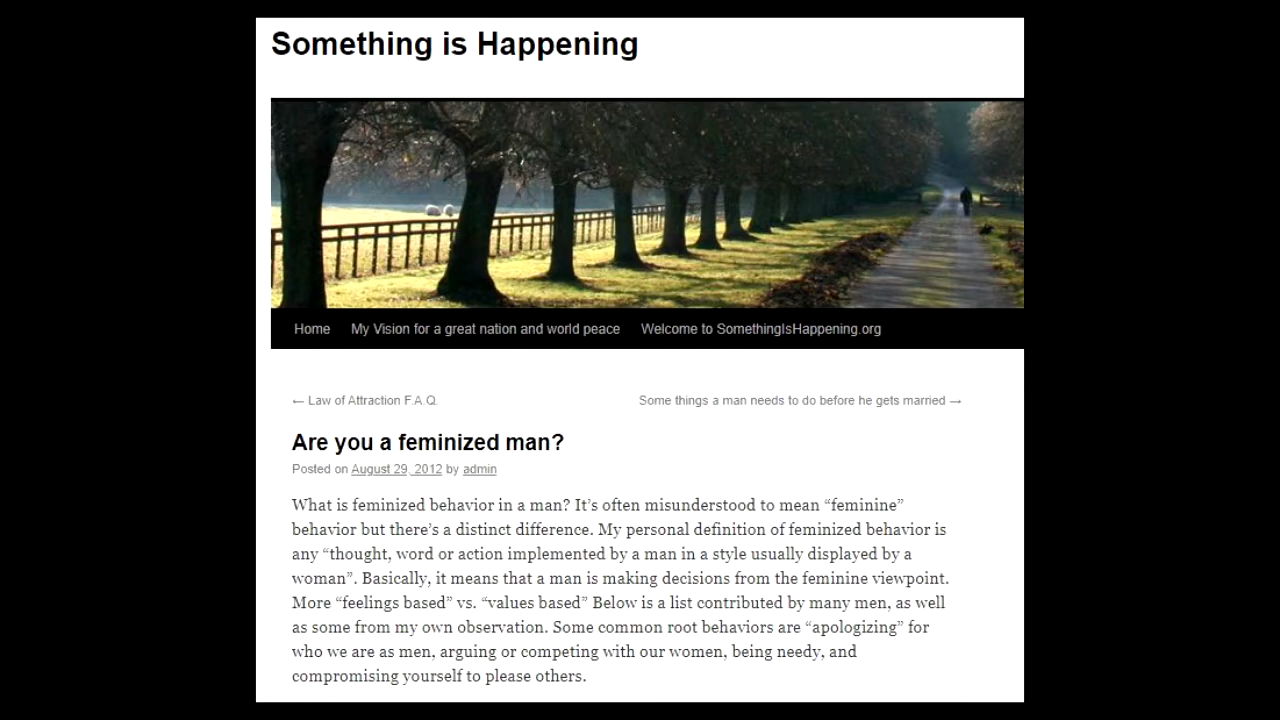 Something is Happening
Home My Vision for a great nation and world peace Welcome to SomethingIsHappening.org
← Law of Attraction F.A.Q. Some things a man needs to do before he gets married →
Are you a feminized man?
Posted on August 29, 2012 by admin
What is feminized behavior in a man? It’s often misunderstood to mean “feminine”
behavior but there’s a distinct difference. My personal definition of feminized behavior is
any “thought, word or action implemented by a man in a style usually displayed by a
woman”. Basically, it means that a man is making decisions from the feminine viewpoint.
More “feelings based” vs. “values based” Below is a list contributed by many men, as well
as some from my own observation. Some common root behaviors are “apologizing” for
who we are as men, arguing or competing with our women, being needy, and
compromising yourself to please others.